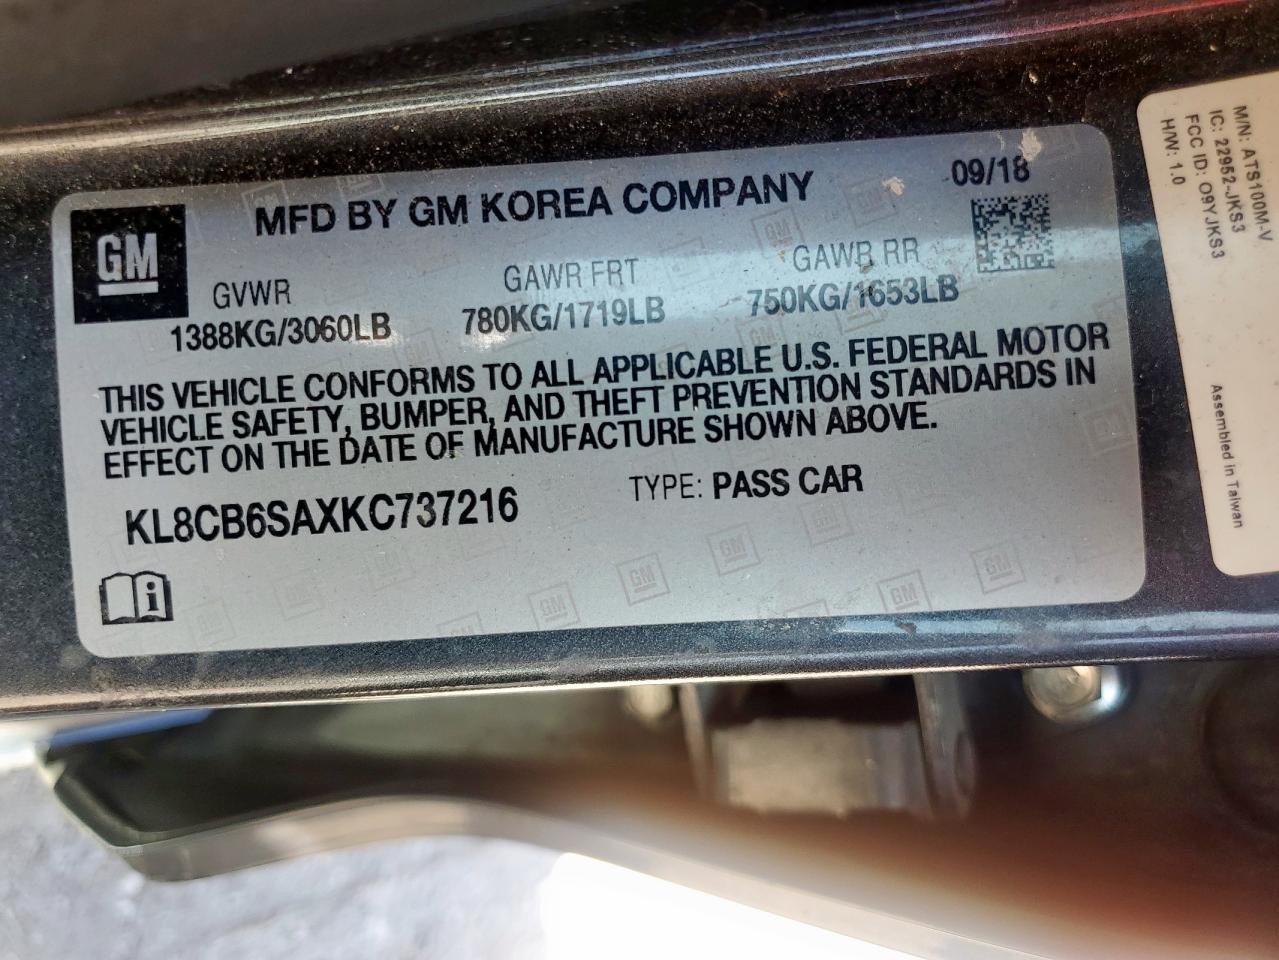 GM
MFD BY GM KOREA COMPANY
09/18
GVWR
1388KG/3060LB
GAWR FRT
780KG/1719LB
GAWR RR
750KG/1653LB
THIS VEHICLE CONFORMS TO ALL APPLICABLE U.S. FEDERAL MOTOR
VEHICLE SAFETY, BUMPER, AND THEFT PREVENTION STANDARDS IN
EFFECT ON THE DATE OF MANUFACTURE SHOWN ABOVE.
KL8CB6SAXKC737216
TYPE: PASS CAR
i
M/N: ATS100M-V
IC: 22952-JKS3
FCC ID: O9YJKS3
H/W: 1.0
Assembled in Taiwan